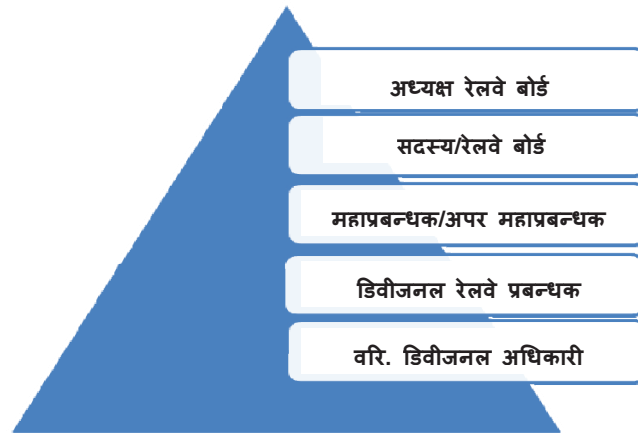 अध्यक्ष रेलवे बोर्ड
सदस्य/रेलवे बोर्ड
महाप्रबन्धक/अपर महाप्रबन्धक
डिवीजनल रेलवे प्रबन्धक
वरि. डिवीजनल अधिकारी